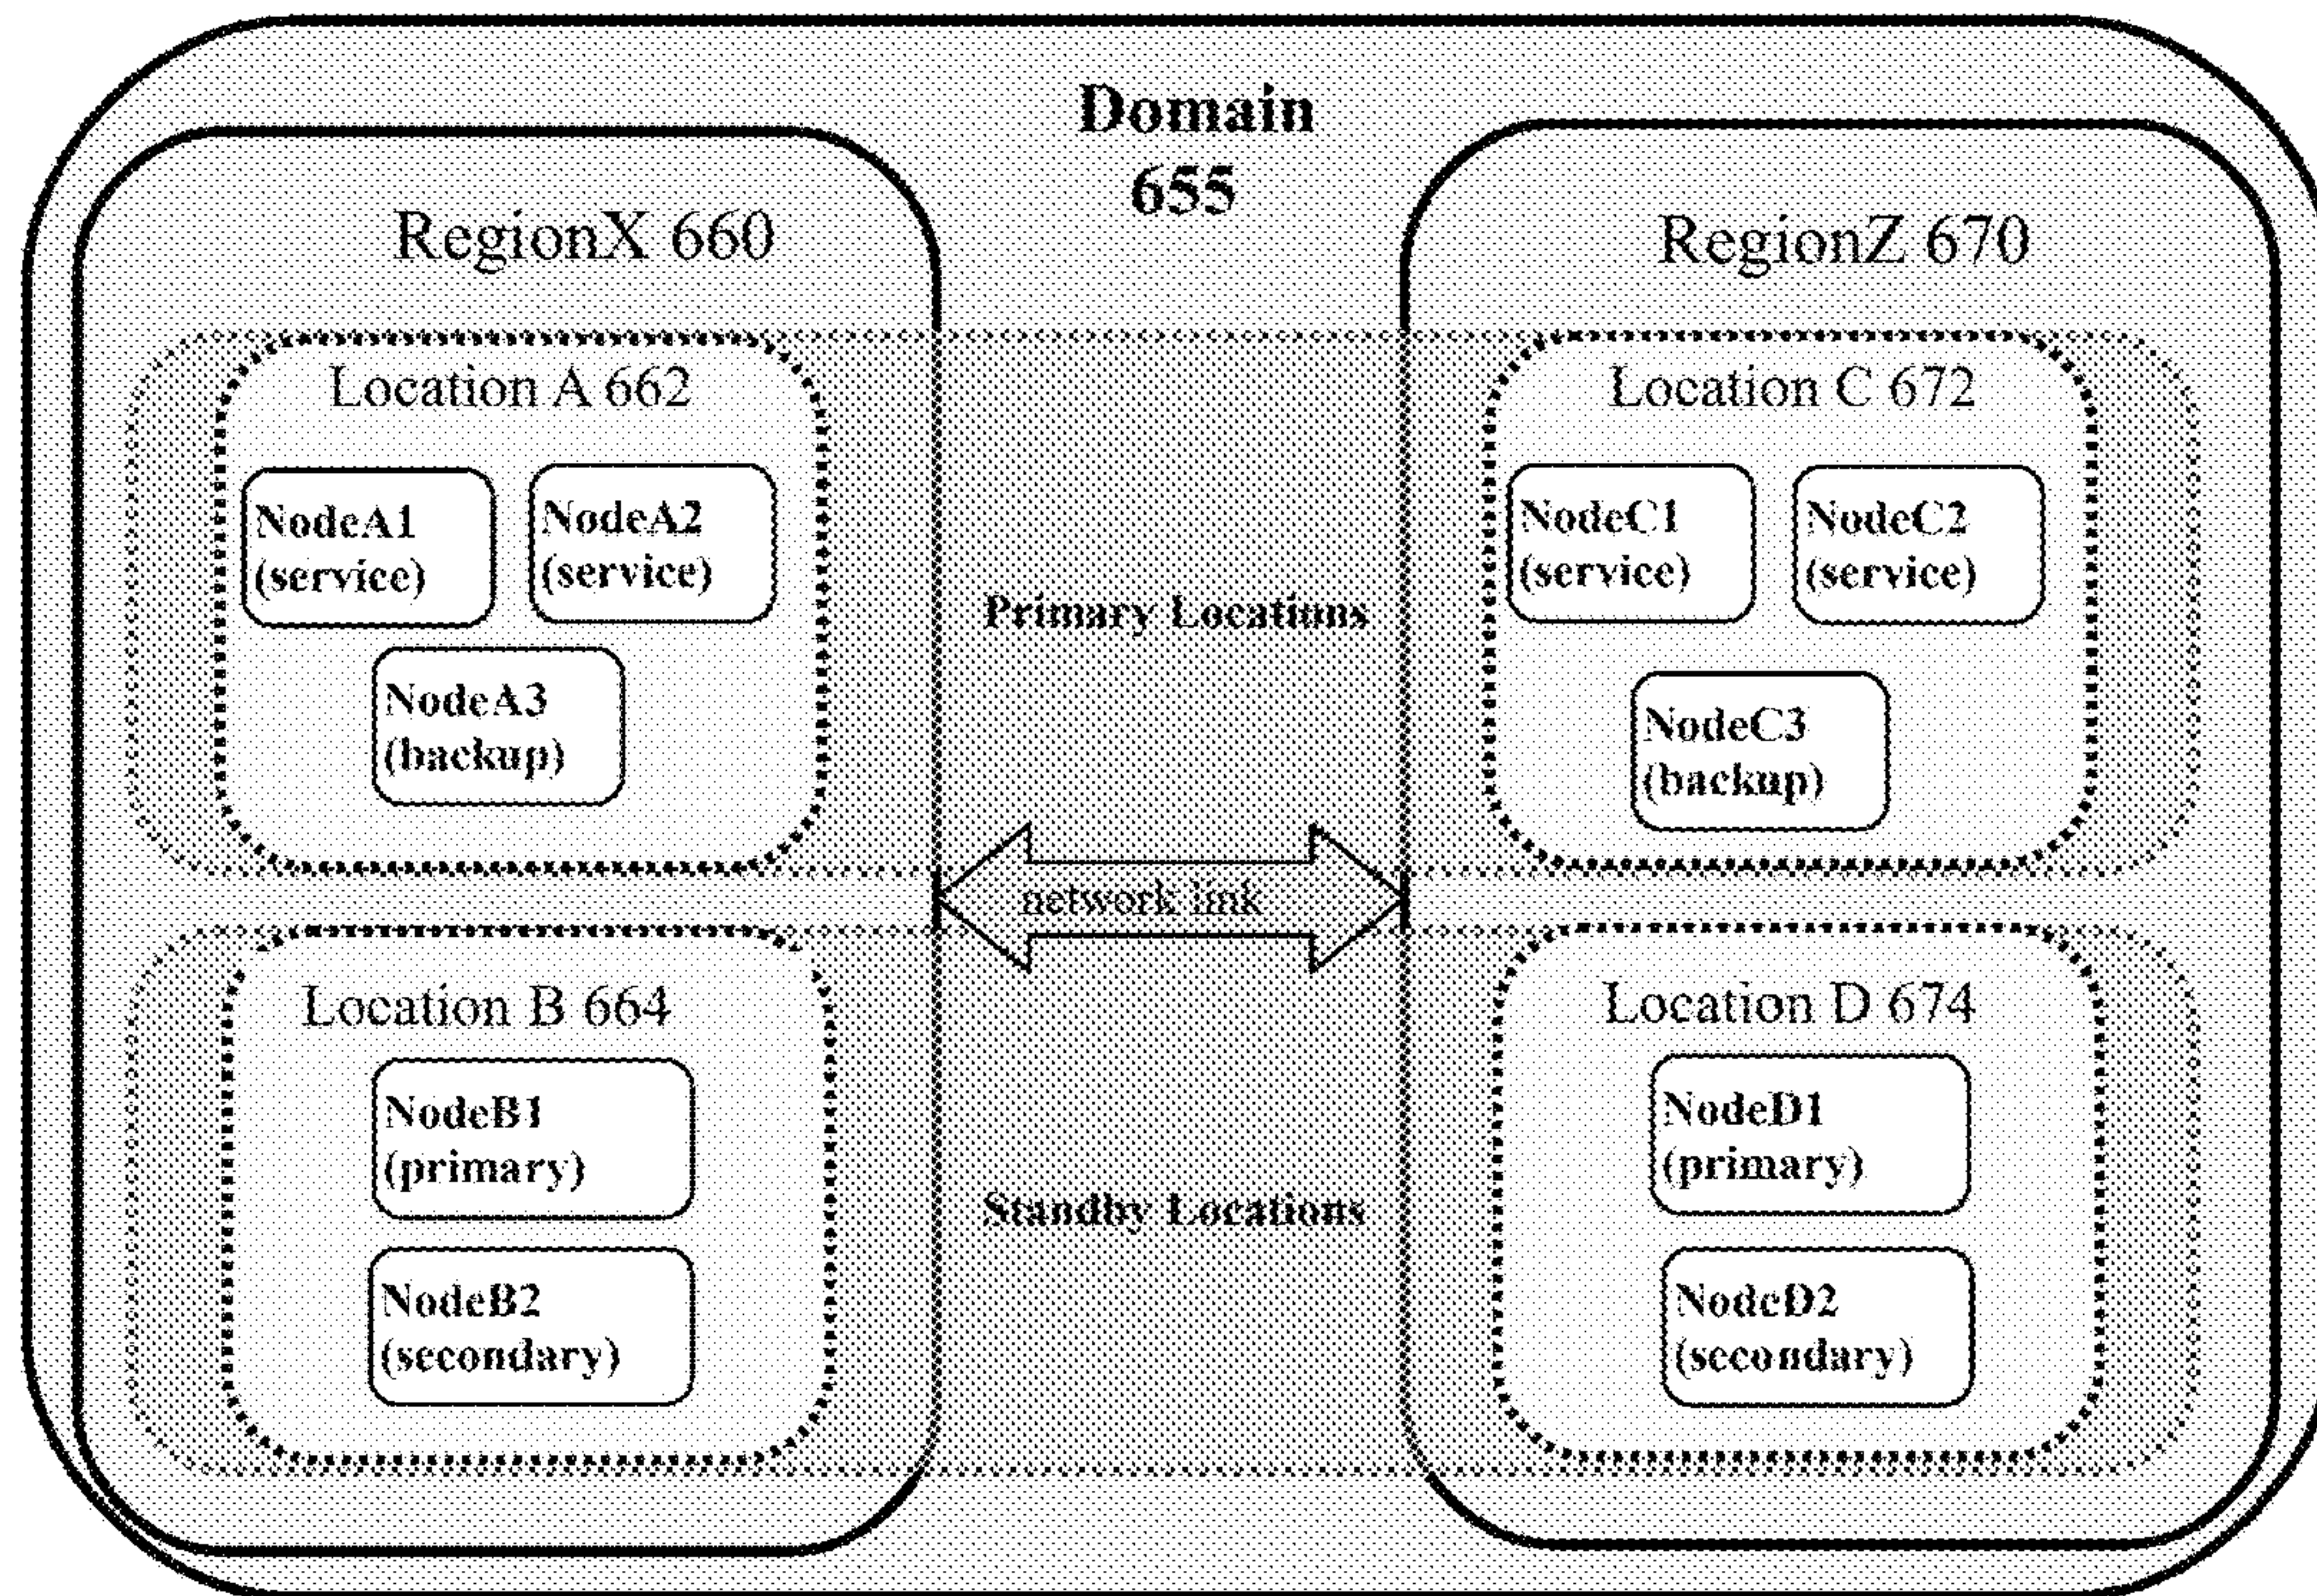 Domain
655
RegionX 660
RegionZ 670
Location A 662
NodeA1
(service)
NodeA2
(service)
NodeA3
(backup)
Primary Locations
Location C 672
NodeC1
(service)
NodeC2
(service)
NodeC3
(backup)
network link
Location B 664
NodeB1
(primary)
NodeB2
(secondary)
Standby Locations
Location D 674
NodeD1
(primary)
NodeD2
(secondary)